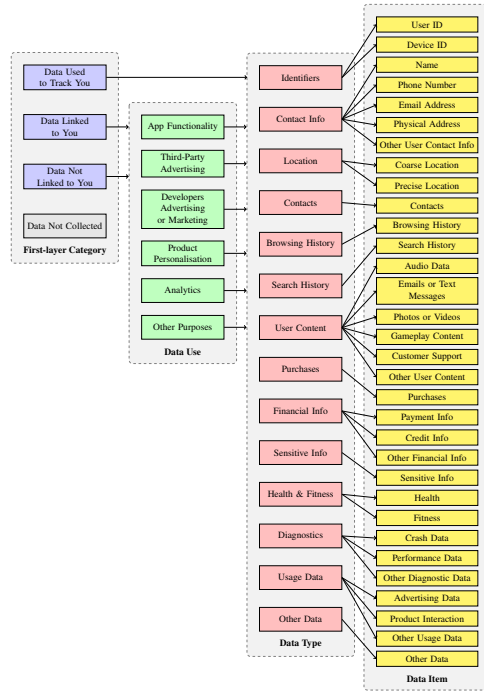 Data Used
to Track You
Data Linked
to You
Data Not
Linked to You
Data Not Collected
First-layer Category
App Functionality
Third-Party
Advertising
Developers
Advertising
or Marketing
Product
Personalisation
Analytics
Other Purposes
Data Use
Identifiers
Contact Info
Location
Contacts
Browsing History
Search History
User Content
Purchases
Financial Info
Sensitive Info
Health & Fitness
Diagnostics
Usage Data
Other Data
Data Type
User ID
Device ID
Name
Phone Number
Email Address
Physical Address
Other User Contact Info
Coarse Location
Precise Location
Contacts
Browsing History
Search History
Audio Data
Emails or Text
Messages
Photos or Videos
Gameplay Content
Customer Support
Other User Content
Purchases
Payment Info
Credit Info
Other Financial Info
Sensitive Info
Health
Fitness
Crash Data
Performance Data
Other Diagnostic Data
Advertising Data
Product Interaction
Other Usage Data
Other Data
Data Item